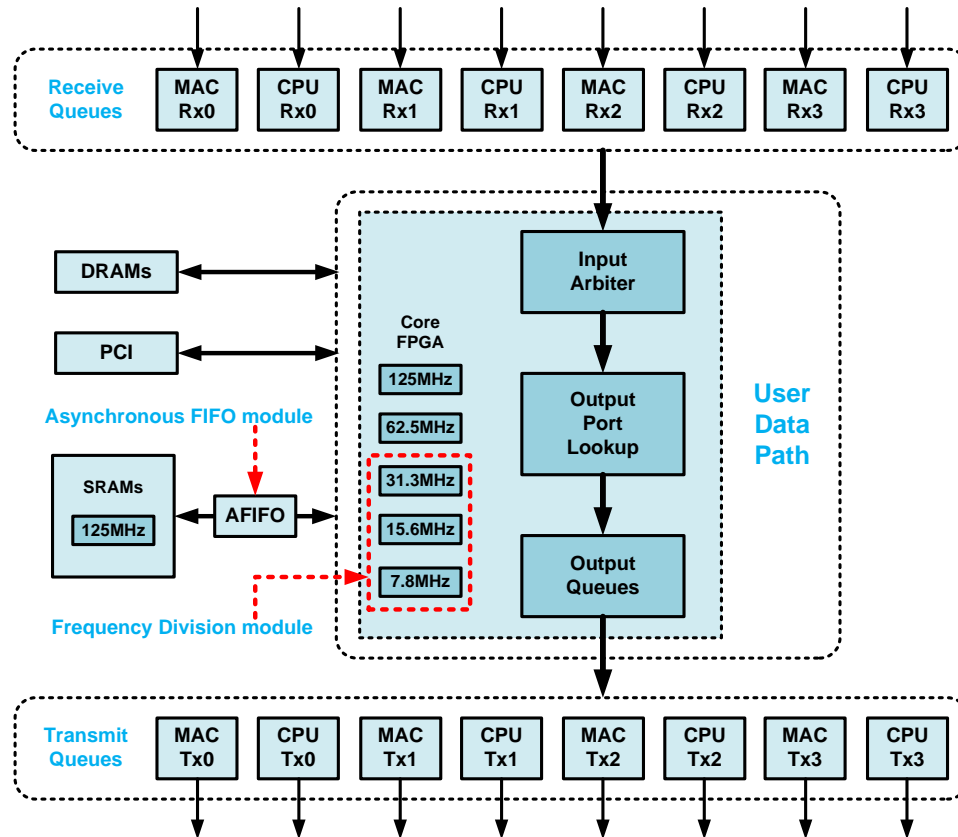 Receive
Queues
MAC
Rx0
CPU
Rx0
MAC
Rx1
CPU
Rx1
MAC
Rx2
CPU
Rx2
MAC
Rx3
CPU
Rx3
DRAMs
PCI
Asynchronous FIFO module
SRAMs
125MHz
AFIFO
Frequency Division module
Core
FPGA
125MHz
62.5MHz
31.3MHz
15.6MHz
7.8MHz
Input
Arbiter
Output
Port
Lookup
Output
Queues
User
Data
Path
Transmit
Queues
MAC
Tx0
CPU
Tx0
MAC
Tx1
CPU
Tx1
MAC
Tx2
CPU
Tx2
MAC
Tx3
CPU
Tx3